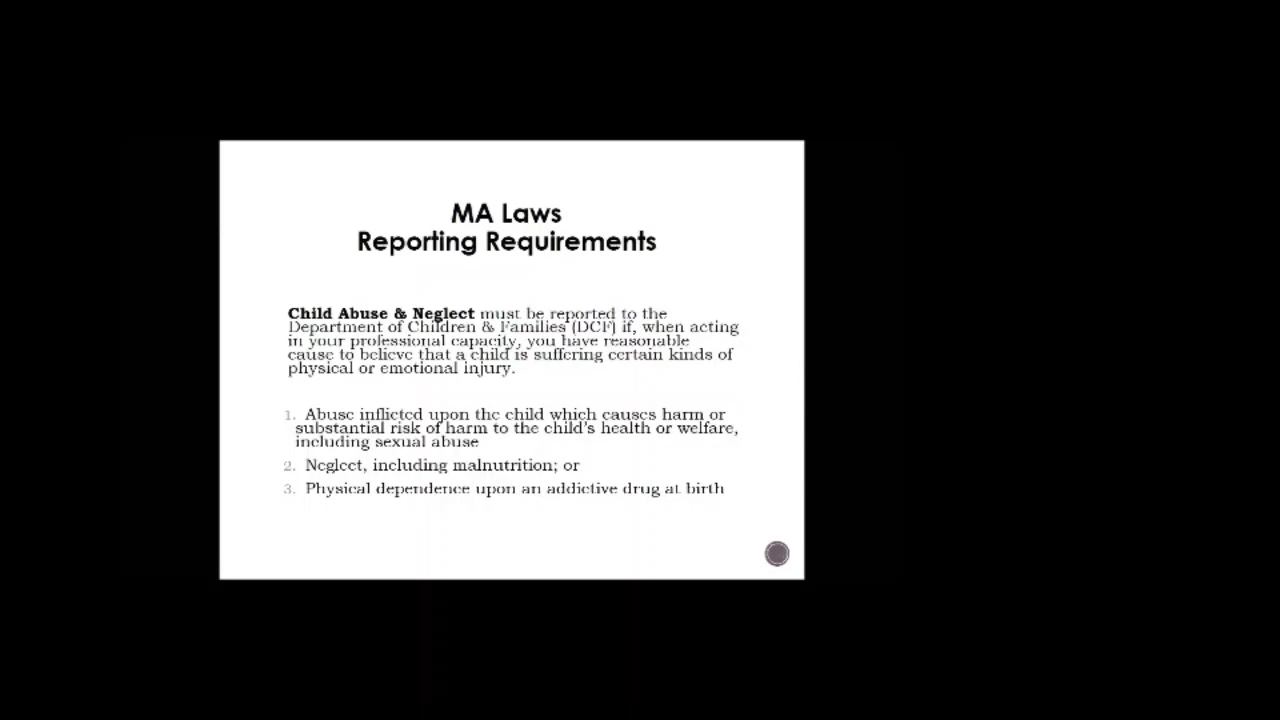 MA Laws
Reporting Requirements
Child Abuse & Neglect must be reported to the
Department of Children & Families (DCF) if, when acting
in your professional capacity, you have reasonable
cause to believe that a child is suffering certain kinds of
physical or emotional injury.
1. Abuse inflicted upon the child which causes harm or
substantial risk of harm to the child's health or welfare,
including sexual abuse
2. Neglect, including malnutrition; or
3. Physical dependence upon an addictive drug at birth